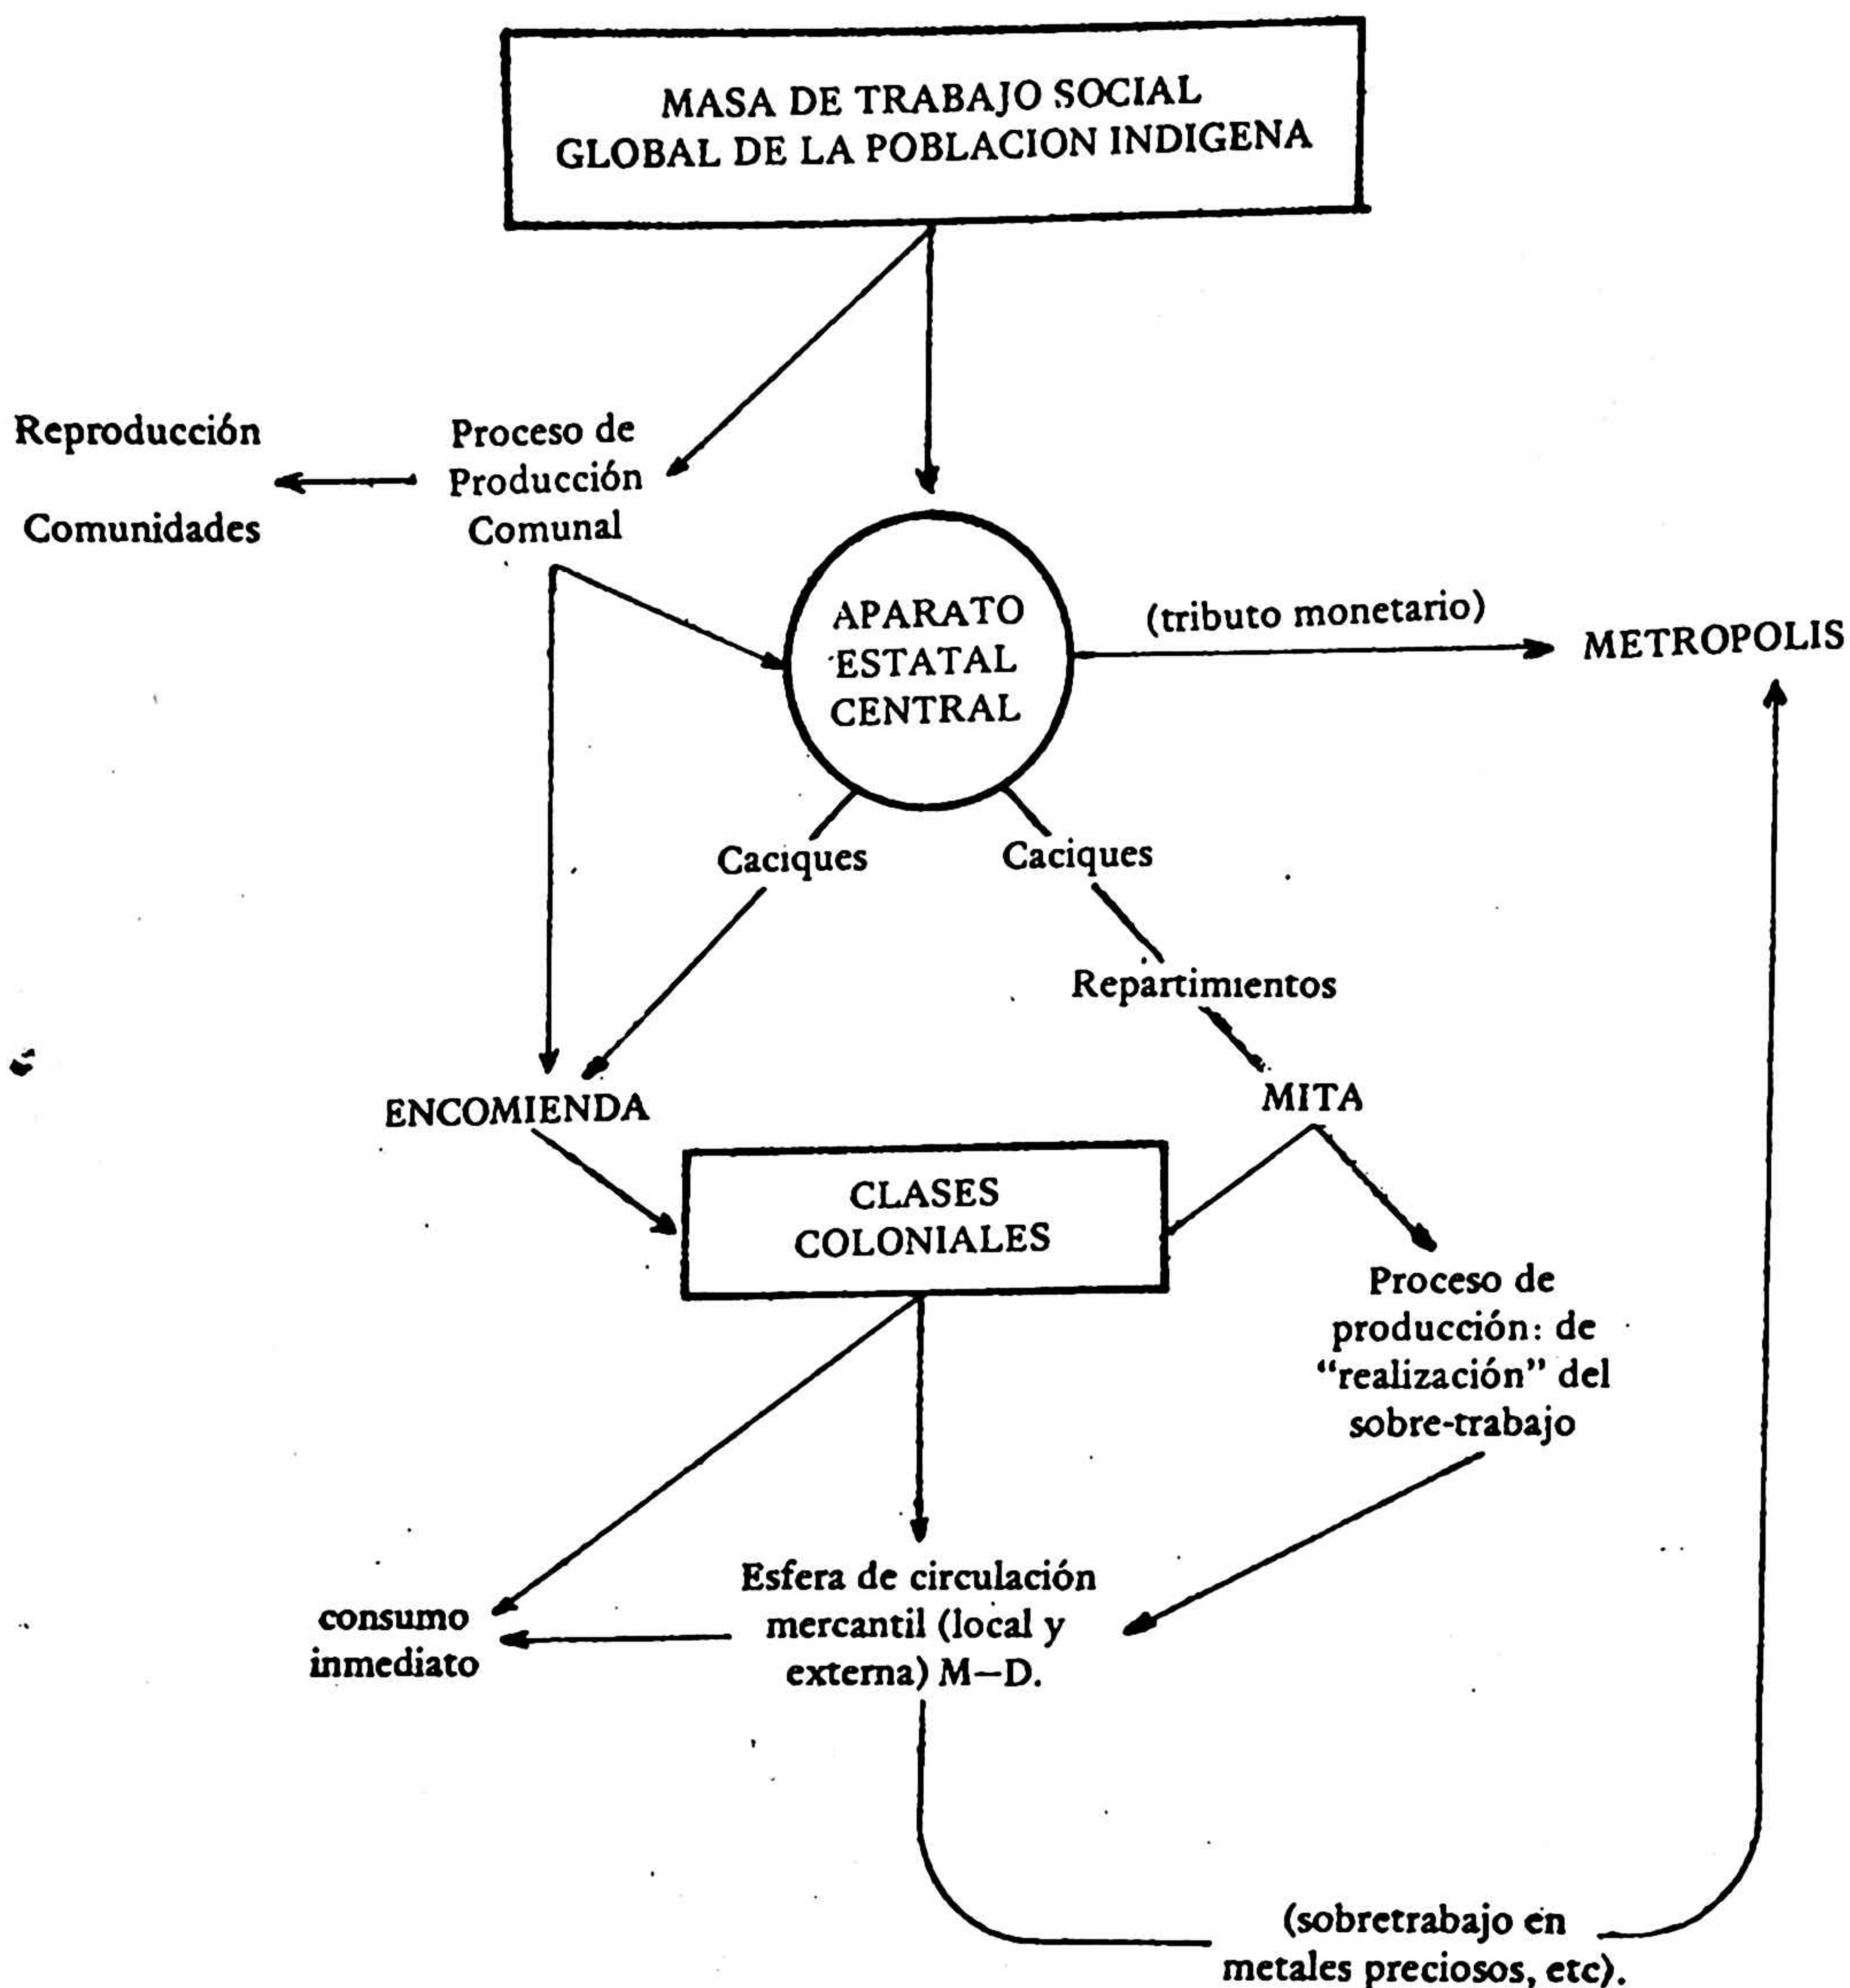 MASA DE TRABAJO SOCIAL
GLOBAL DE LA POBLACION INDIGENA
Reproducción
Comunidades
Proceso de
Producción
Comunal
APARATO
ESTATAL
CENTRAL
(tributo monetario)
METROPOLIS
Caciques
Caciques
Repartimientos
ENCOMIENDA
MITA
CLASES
COLONIALES
Proceso de
producción: de
“realización” del
sobre-trabajo
Esfera de circulación
mercantil (local y
externa) M–D.
consumo
inmediato
(sobretrabajo en
metales preciosos, etc).